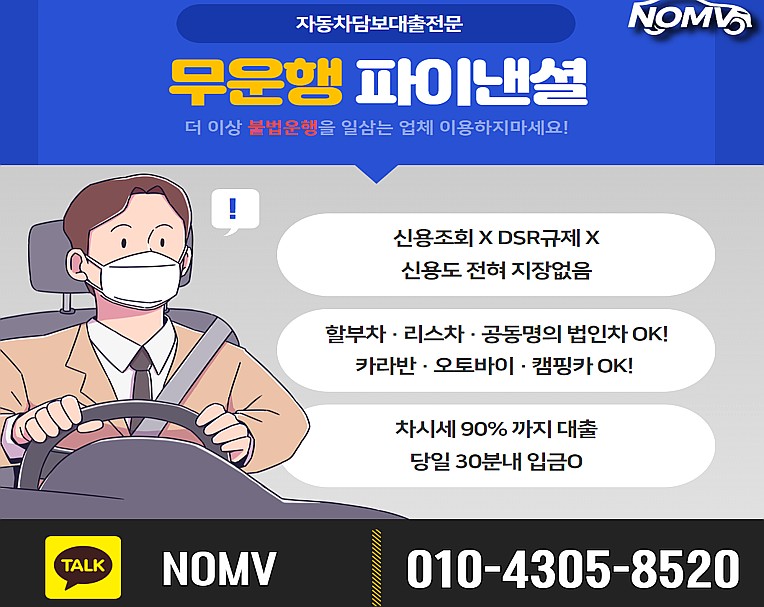 자동차담보대출전문
NOMV
무운행 파이낸셜
더 이상 불법운행을 일삼는 업체 이용하지마세요!
!
신용조회 X DSR규제 X
신용도 전혀 지장없음
할부차 · 리스차 · 공동명의 법인차 OK!
카라반 · 오토바이 · 캠핑카 OK!
차시세 90% 까지 대출
당일 30분내 입금O
TALK
NOMV
010-4305-8520